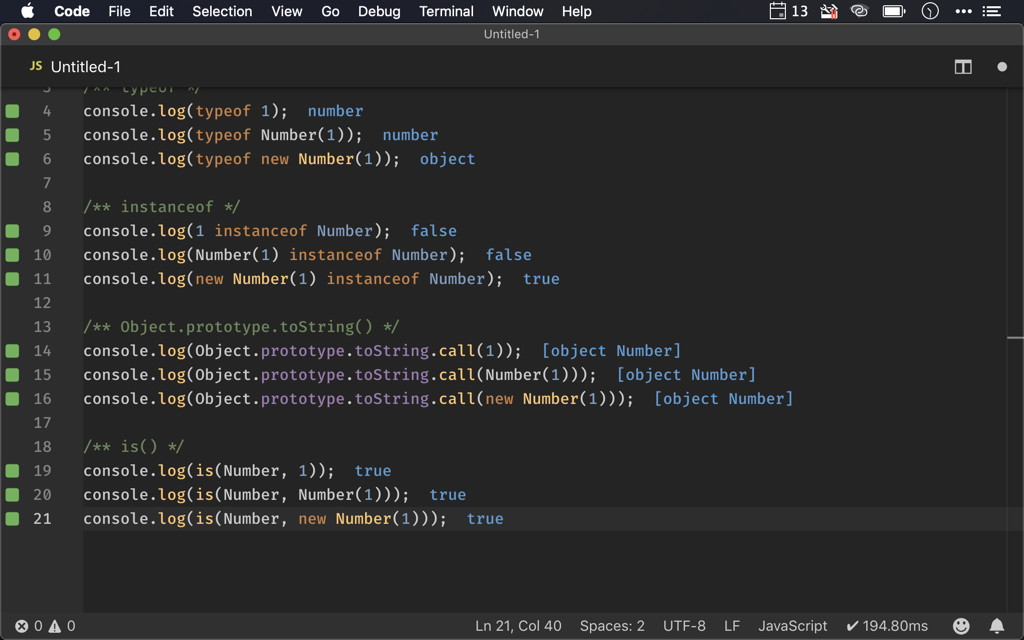 Code File Edit Selection View Go Debug Terminal Window Help 13
Untitled-1
JS Untitled-1
3 /** typeof */
4 console.log(typeof 1); number
5 console.log(typeof Number(1)); number
6 console.log(typeof new Number(1)); object
7
8 /** instanceof */
9 console.log(1 instanceof Number); false
10 console.log(Number(1) instanceof Number); false
11 console.log(new Number(1) instanceof Number); true
12
13 /** Object.prototype.toString() */
14 console.log(Object.prototype.toString.call(1)); [object Number]
15 console.log(Object.prototype.toString.call(Number(1))); [object Number]
16 console.log(Object.prototype.toString.call(new Number(1))); [object Number]
17
18 /** is() */
19 console.log(is(Number, 1)); true
20 console.log(is(Number, Number(1))); true
21 console.log(is(Number, new Number(1))); true
0 0 Ln 21, Col 40 Spaces: 2 UTF-8 LF JavaScript ✔ 194.80ms